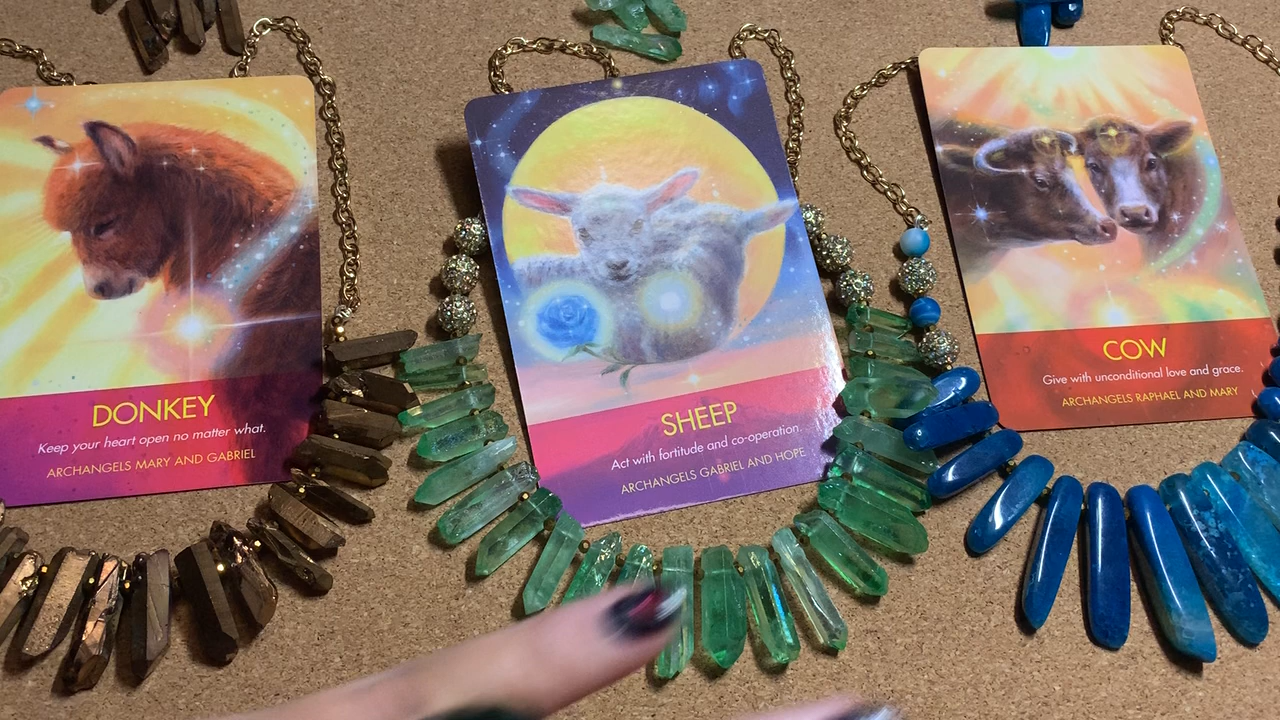 DONKEY
Keep your heart open no matter what.
ARCHANGELS MARY AND GABRIEL
SHEEP
Act with fortitude and co-operation.
ARCHANGELS GABRIEL AND HOPE
COW
Give with unconditional love and grace.
ARCHANGELS RAPHAEL AND MARY